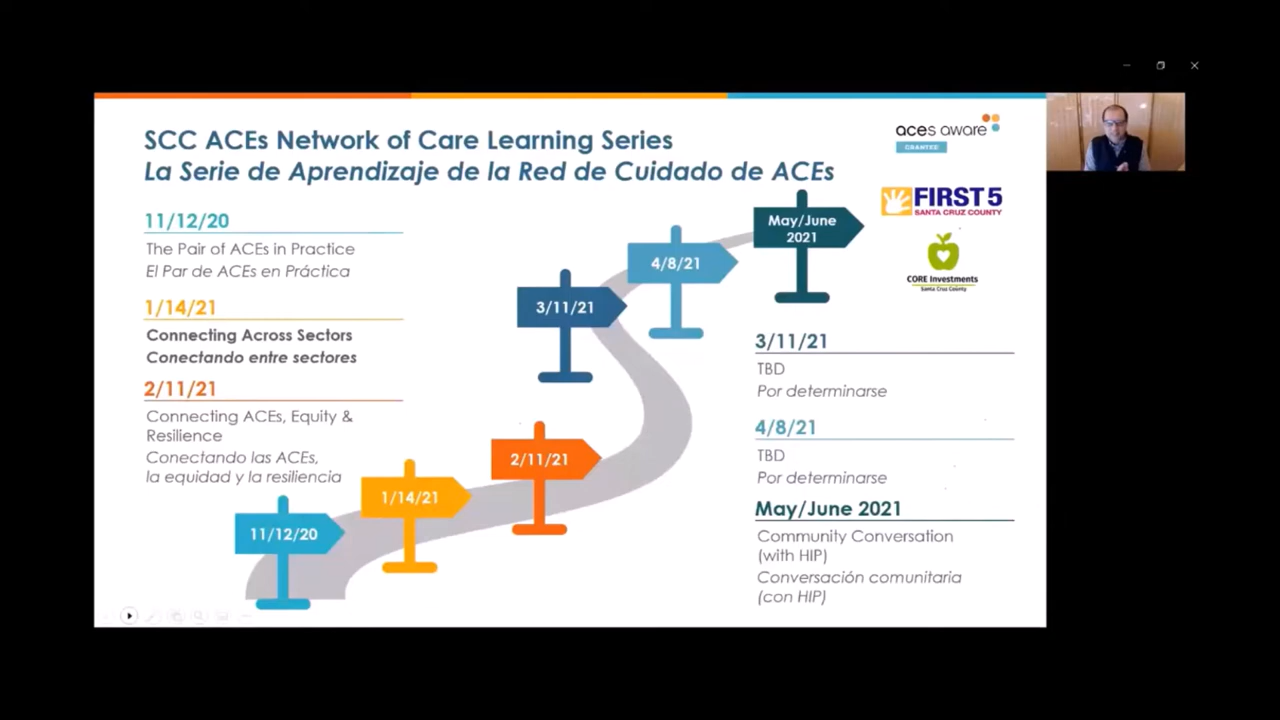 SCC ACEs Network of Care Learning Series
La Serie de Aprendizaje de la Red de Cuidado de ACEs
aces aware
GRANTEE
FIRST 5
SANTA CRUZ COUNTY
CORE Investments
Santa Cruz County
11/12/20
The Pair of ACEs in Practice
El Par de ACEs en Práctica
1/14/21
Connecting Across Sectors
Conectando entre sectores
2/11/21
Connecting ACEs, Equity &
Resilience
Conectando las ACEs,
la equidad y la resiliencia
11/12/20
1/14/21
2/11/21
3/11/21
4/8/21
May/June
2021
3/11/21
TBD
Por determinarse
4/8/21
TBD
Por determinarse
May/June 2021
Community Conversation
(with HIP)
Conversación comunitaria
(con HIP)